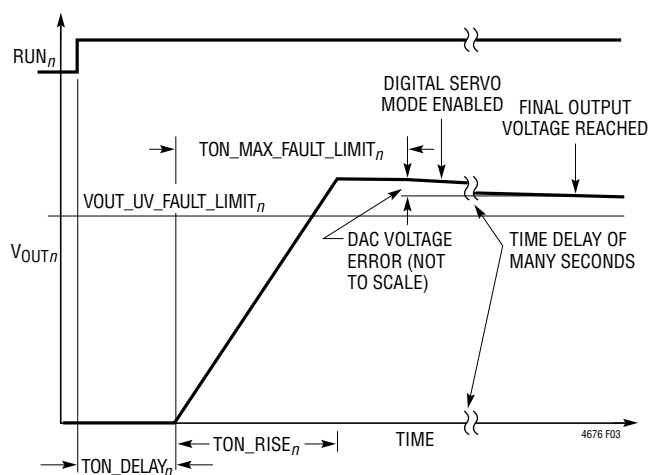 RUNn
DIGITAL SERVO
MODE ENABLED
FINAL OUTPUT
VOLTAGE REACHED
TON_MAX_FAULT_LIMITn
VOUT_UV_FAULT_LIMITn
VOUTn
DAC VOLTAGE
ERROR (NOT
TO SCALE)
TIME DELAY OF
MANY SECONDS
TON_RISEn
TIME
4676 F03
TON_DELAYn